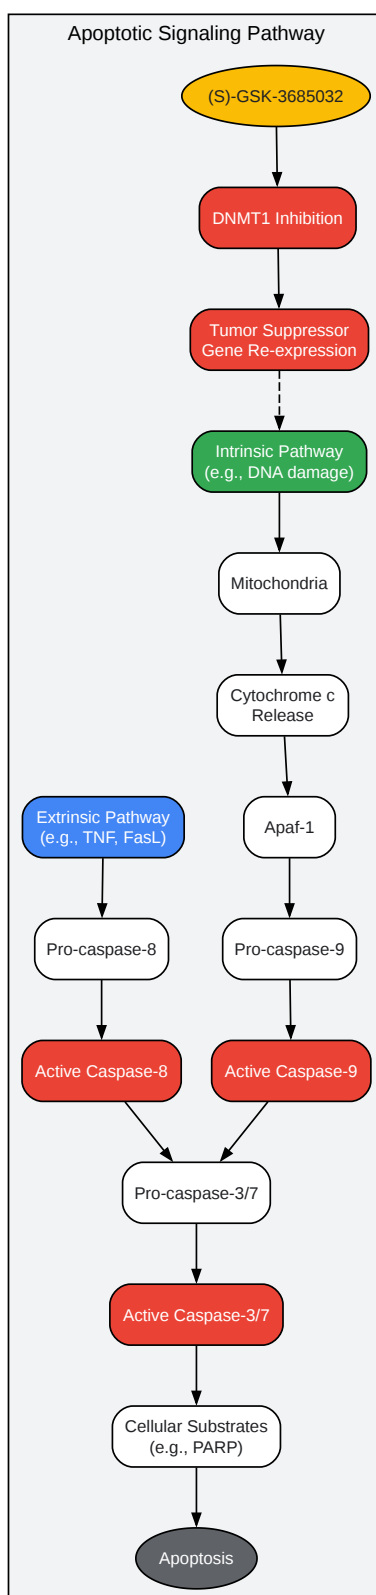 Apoptotic Signaling Pathway
(S)-GSK-3685032
DNMT1 Inhibition
Tumor Suppressor
Gene Re-expression
Intrinsic Pathway
(e.g., DNA damage)
Mitochondria
Cytochrome c
Release
Extrinsic Pathway
(e.g., TNF, FasL)
Apaf-1
Pro-caspase-8
Pro-caspase-9
Active Caspase-8
Active Caspase-9
Pro-caspase-3/7
Active Caspase-3/7
Cellular Substrates
(e.g., PARP)
Apoptosis